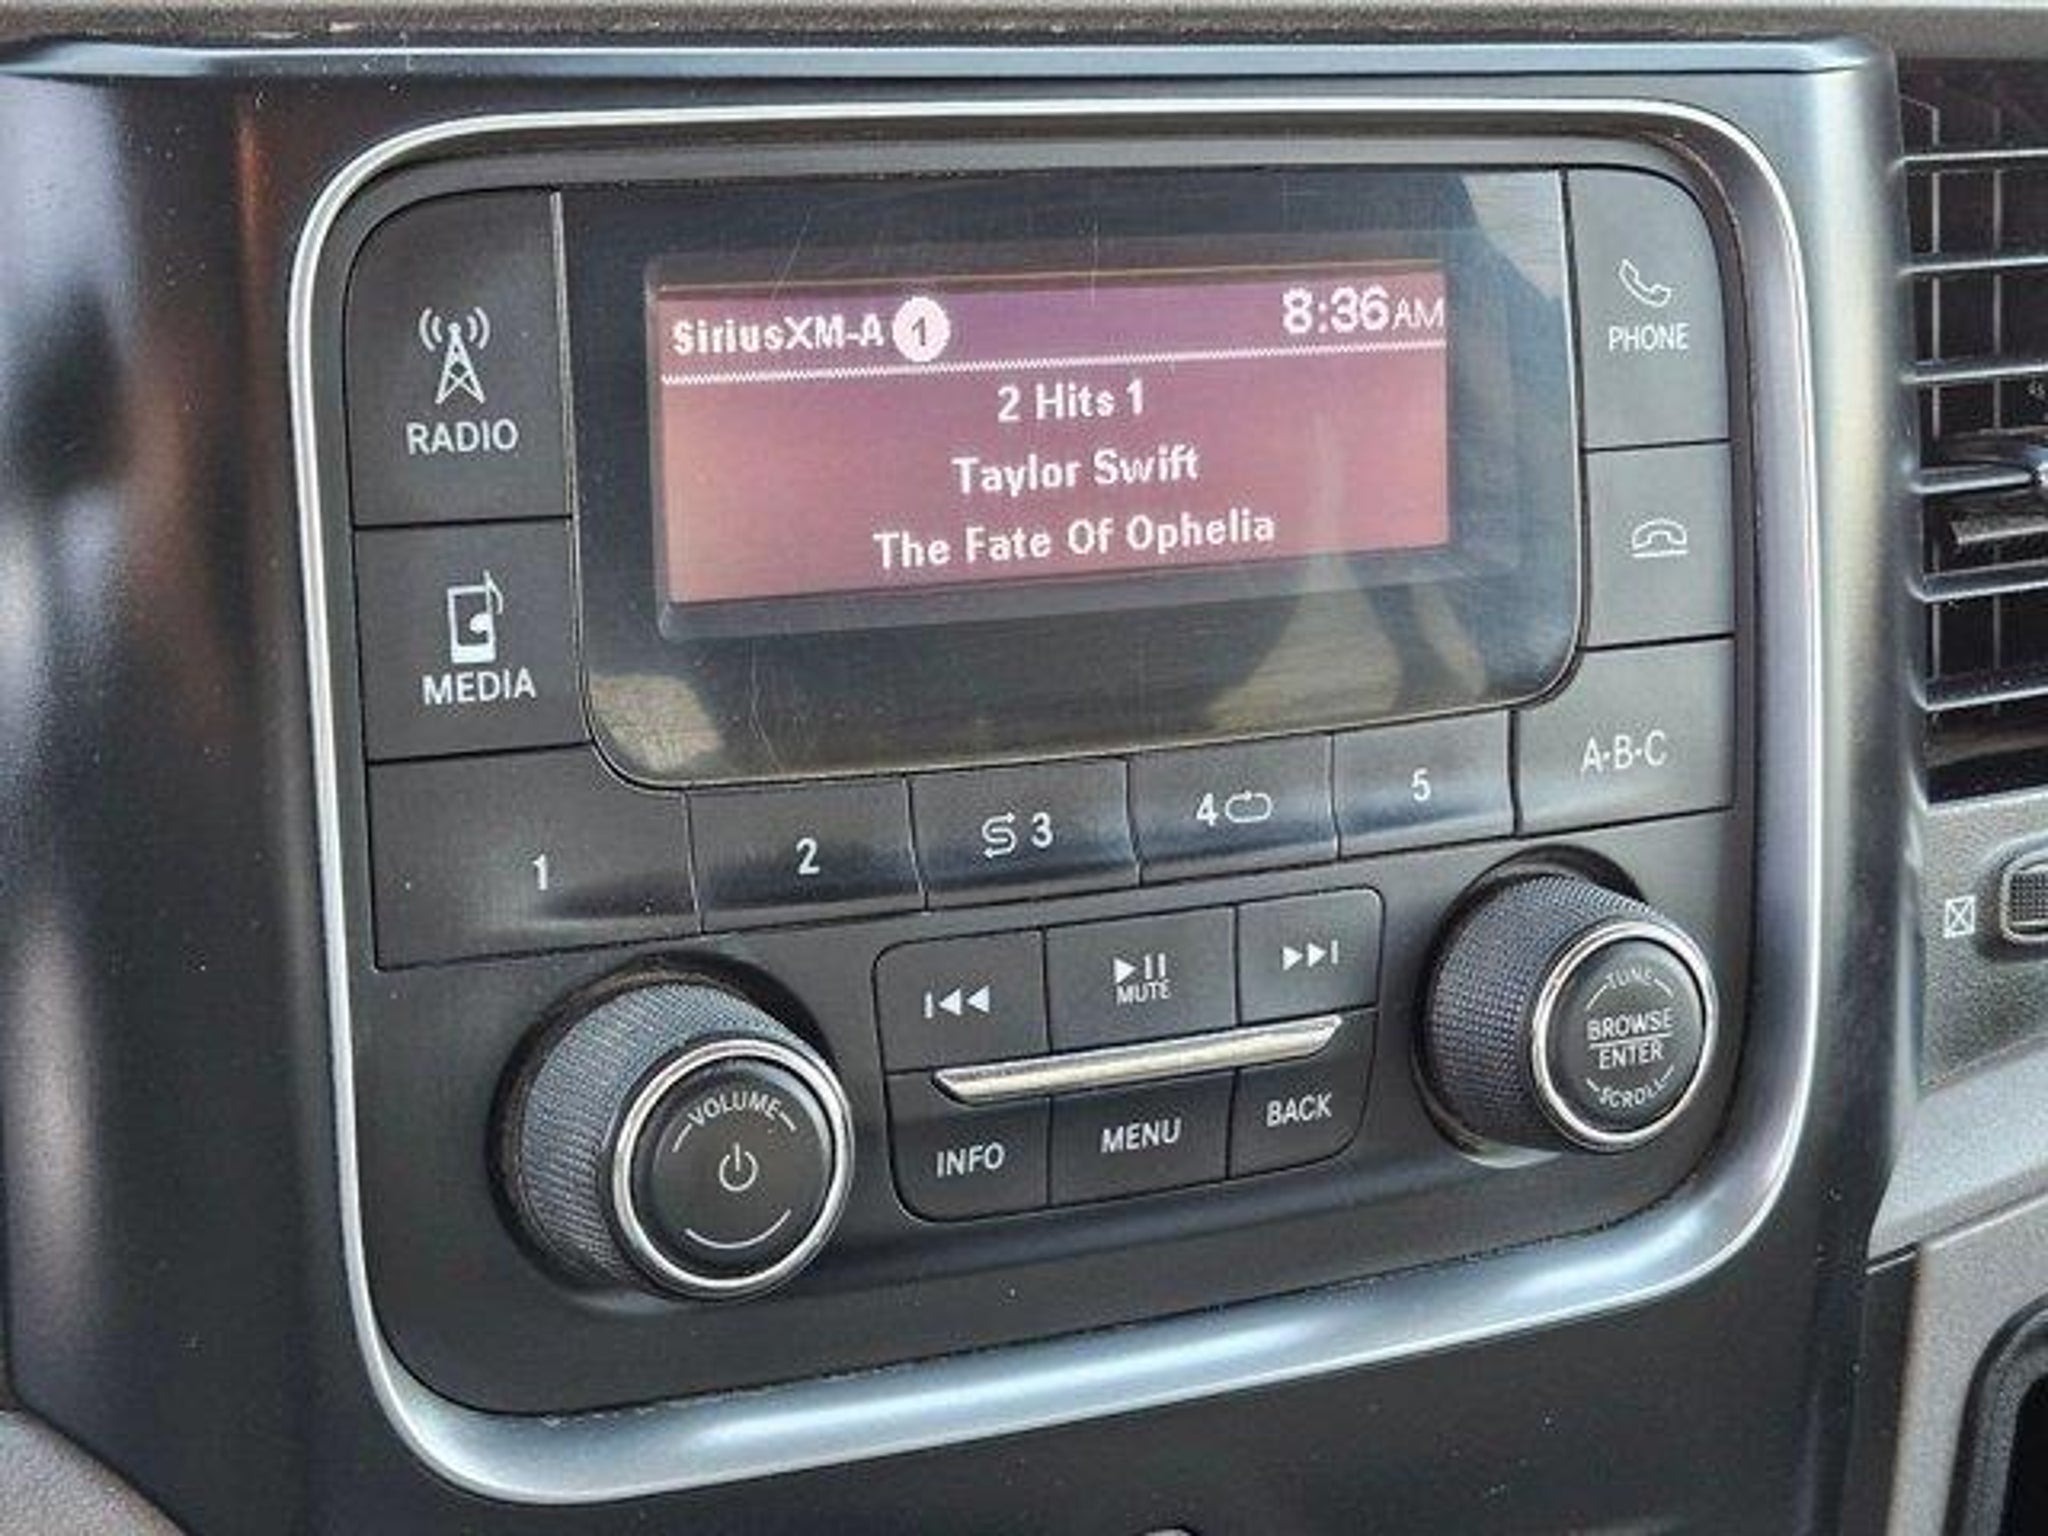 SiriusXM-A 1 8:36AM
2 Hits 1
Taylor Swift
The Fate Of Ophelia
RADIO
MEDIA
PHONE
A-B-C
1 2 3 4 5
MUTE
INFO MENU BACK
VOLUME
TUNE
BROWSE
ENTER
SCROLL